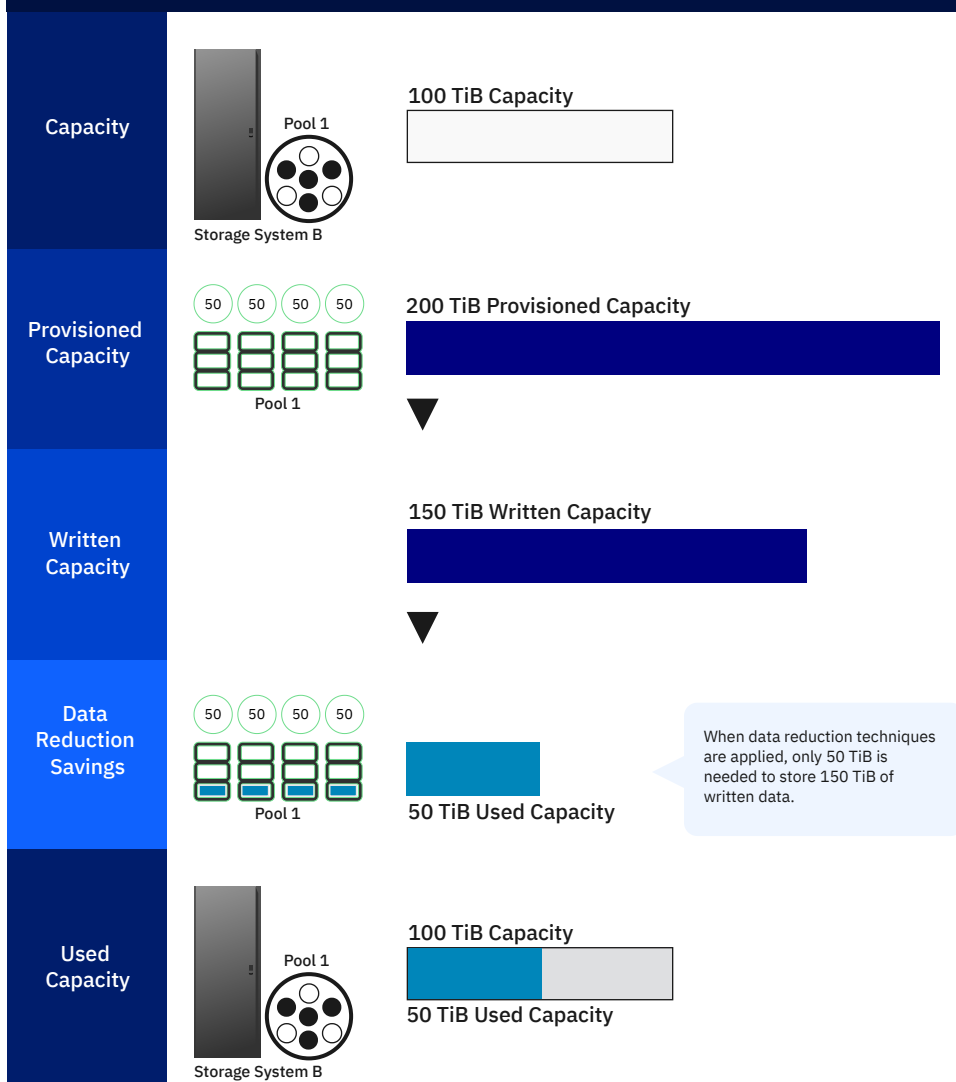 Capacity
Pool 1
Storage System B
100 TiB Capacity
Provisioned
Capacity
50 50 50 50
Pool 1
200 TiB Provisioned Capacity
Written
Capacity
150 TiB Written Capacity
Data
Reduction
Savings
50 50 50 50
Pool 1
50 TiB Used Capacity
When data reduction techniques
are applied, only 50 TiB is
needed to store 150 TiB of
written data.
Used
Capacity
Pool 1
Storage System B
100 TiB Capacity
50 TiB Used Capacity